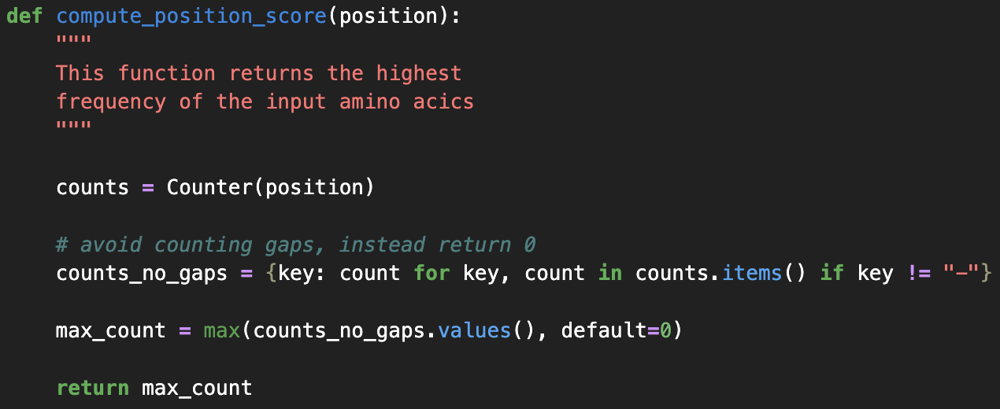 def compute_position_score(position):
    """
    This function returns the highest
    frequency of the input amino acics
    """

    counts = Counter(position)

    # avoid counting gaps, instead return 0
    counts_no_gaps = {key: count for key, count in counts.items() if key != "-"}

    max_count = max(counts_no_gaps.values(), default=0)

    return max_count